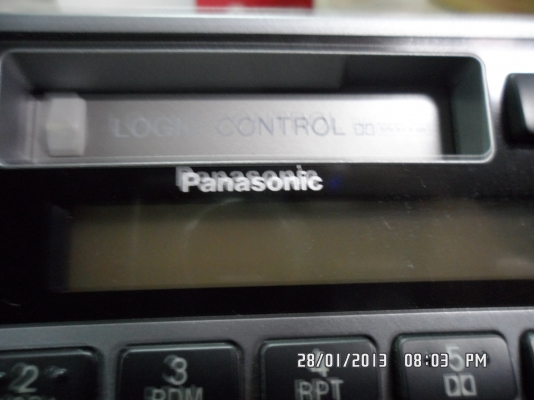 LOGIC CONTROL
Panasonic
28/01/2013 08:03 PM
2 3 4 5
RDM RPT